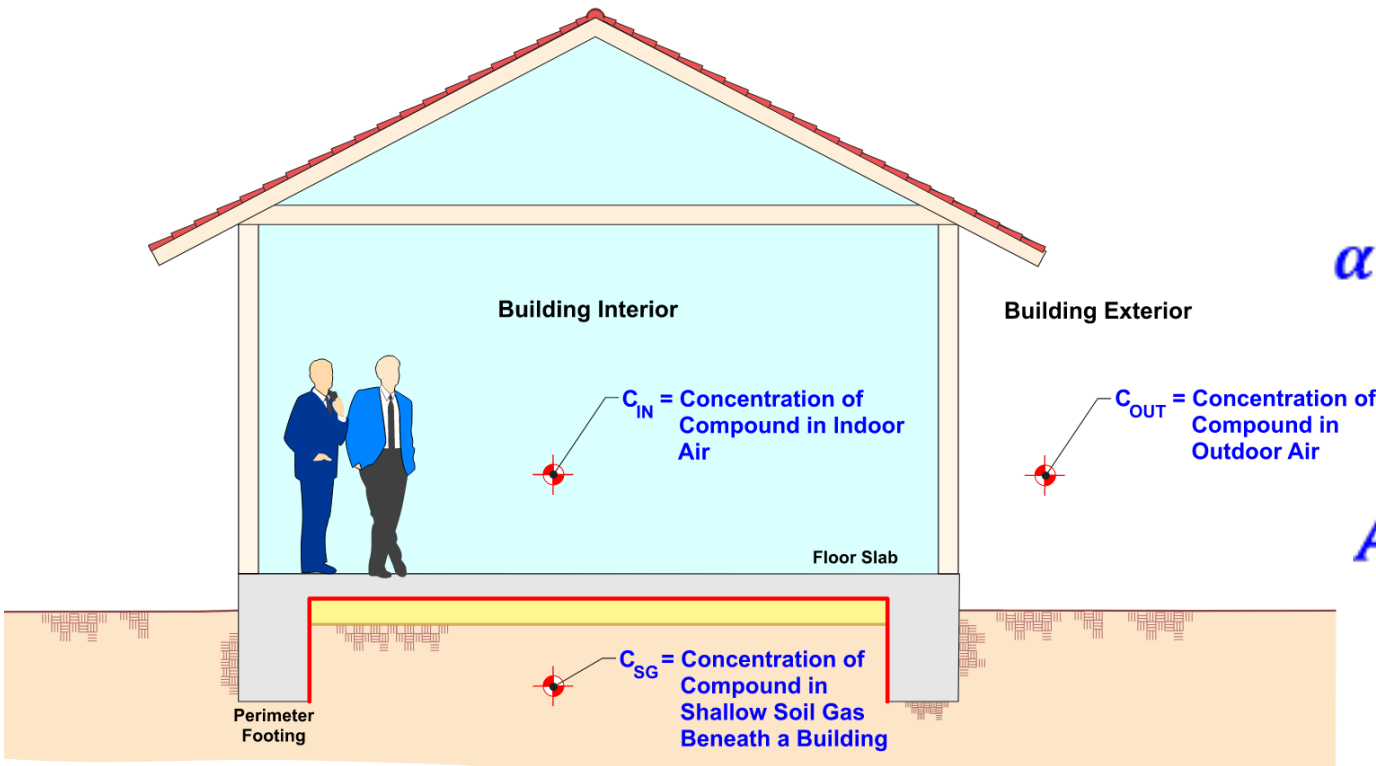 Building Interior
Building Exterior
α
C_IN = Concentration of
Compound in Indoor
Air
C_OUT = Concentration of
Compound in
Outdoor Air
Floor Slab
C_SG = Concentration of
Compound in
Shallow Soil Gas
Beneath a Building
Perimeter
Footing